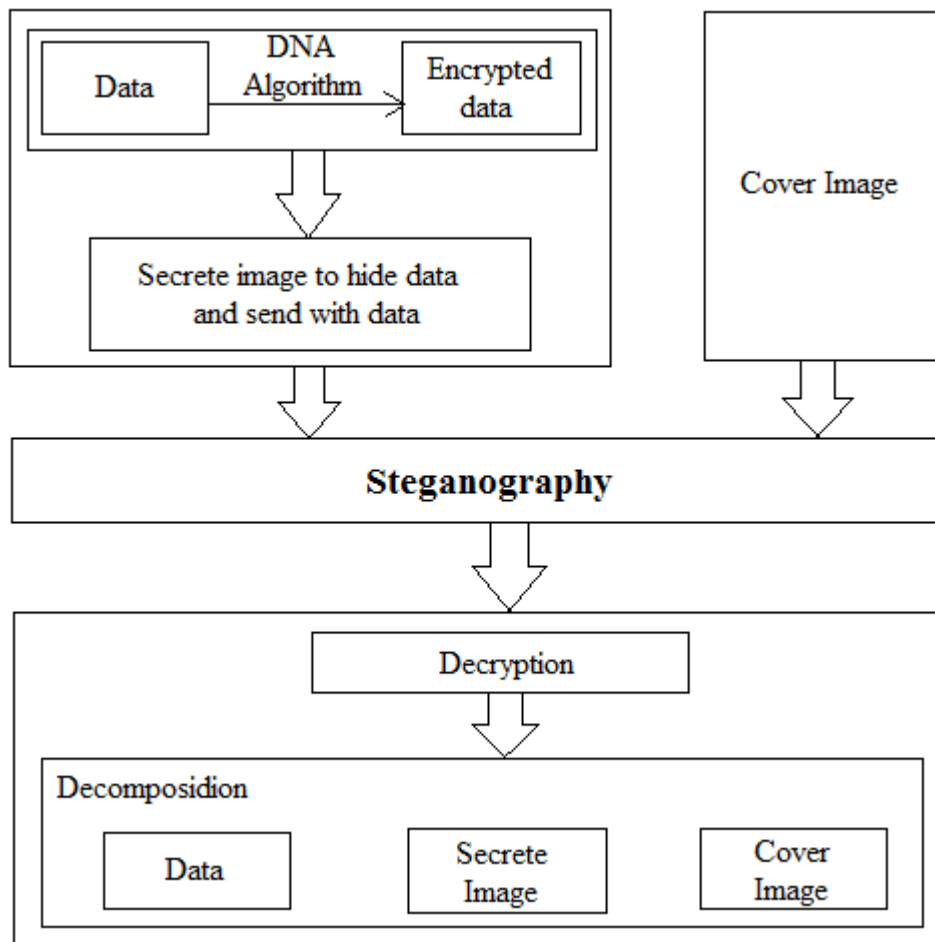 Data
DNA
Algorithm
Encrypted
data
Cover Image
Secrete image to hide data
and send with data
Steganography
Decryption
Decomposidion
Data
Secrete
Image
Cover
Image